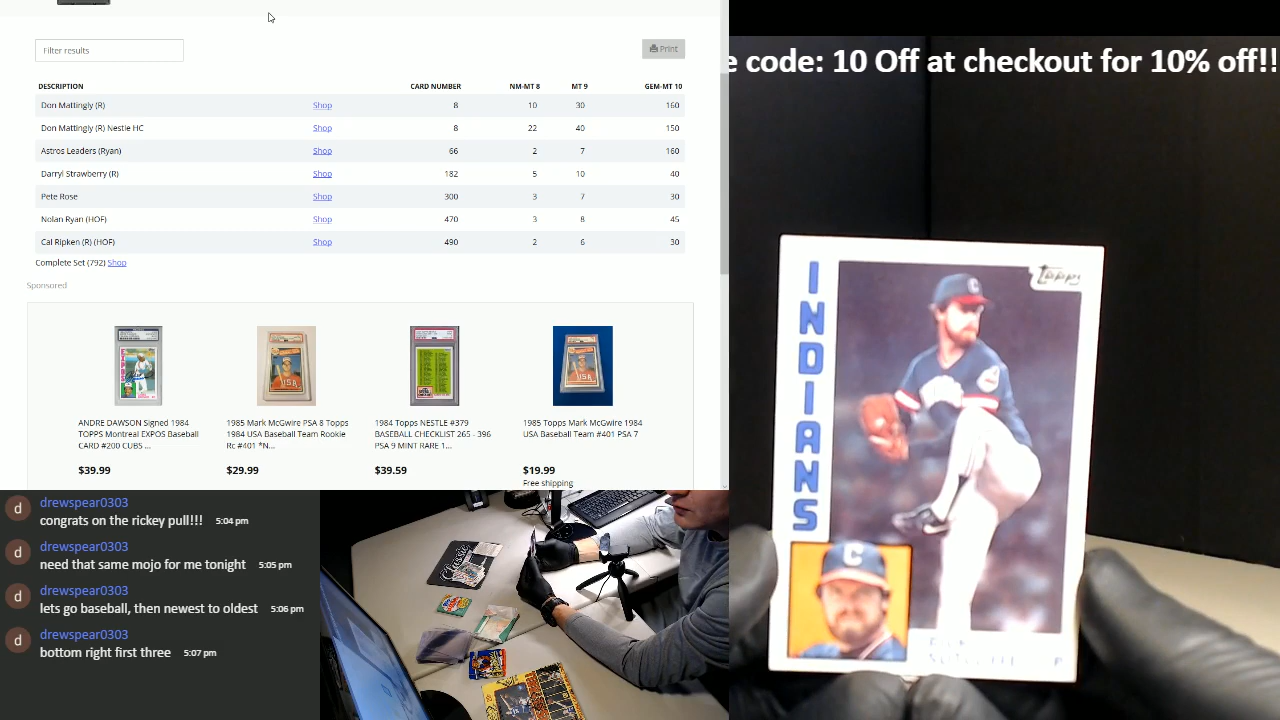 Filter results
Print
DESCRIPTION CARD NUMBER NM-MT 8 MT 9 GEM-MT 10
Don Mattingly (R) Shop 8 10 30 160
Don Mattingly (R) Nestle HC Shop 8 22 40 150
Astros Leaders (Ryan) Shop 66 2 7 160
Darryl Strawberry (R) Shop 182 5 10 40
Pete Rose Shop 300 3 7 30
Nolan Ryan (HOF) Shop 470 3 8 45
Cal Ripken (R) (HOF) Shop 490 2 6 30
Complete Set (792) Shop
Sponsored
ANDRE DAWSON Signed 1984
TOPPS Montreal EXPOS Baseball
CARD #200 CUBS ...
$39.99
1985 Mark McGwire PSA 8 Topps
1984 USA Baseball Team Rookie
Rc #401 *N...
$29.99
1984 Topps NESTLE #379
BASEBALL CHECKLIST 265 - 396
PSA 9 MINT RARE 1...
$39.59
1985 Topps Mark McGwire 1984
USA Baseball Team #401 PSA 7
$19.99
Free shipping
d drewspear0303
congrats on the rickey pull!!! 5:04 pm
d drewspear0303
need that same mojo for me tonight 5:05 pm
d drewspear0303
lets go baseball, then newest to oldest 5:06 pm
d drewspear0303
bottom right first three 5:07 pm
e code: 10 Off at checkout for 10% off!!
Topps
INDIANS
C
C